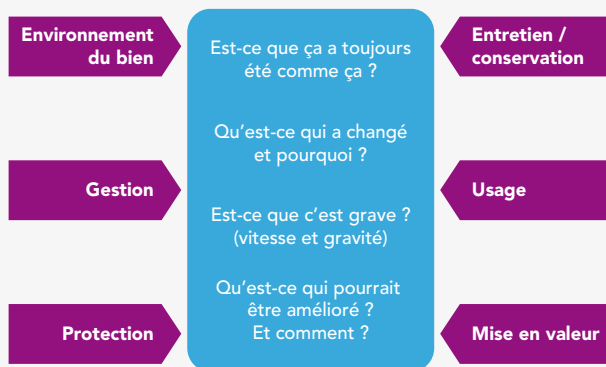 Environnement
du bien
Est-ce que ça a toujours
été comme ça ?
Entretien /
conservation
Qu’est-ce qui a changé
et pourquoi ?
Gestion
Est-ce que c’est grave ?
(vitesse et gravité)
Usage
Qu’est-ce qui pourrait
être amélioré ?
Et comment ?
Protection
Mise en valeur